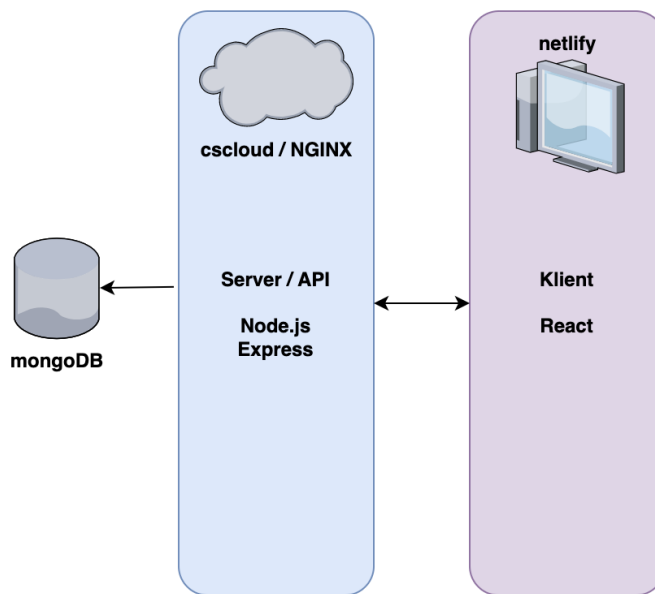 netlify
cscloud / NGINX
Server / API
Klient
Node.js
Express
React
mongoDB